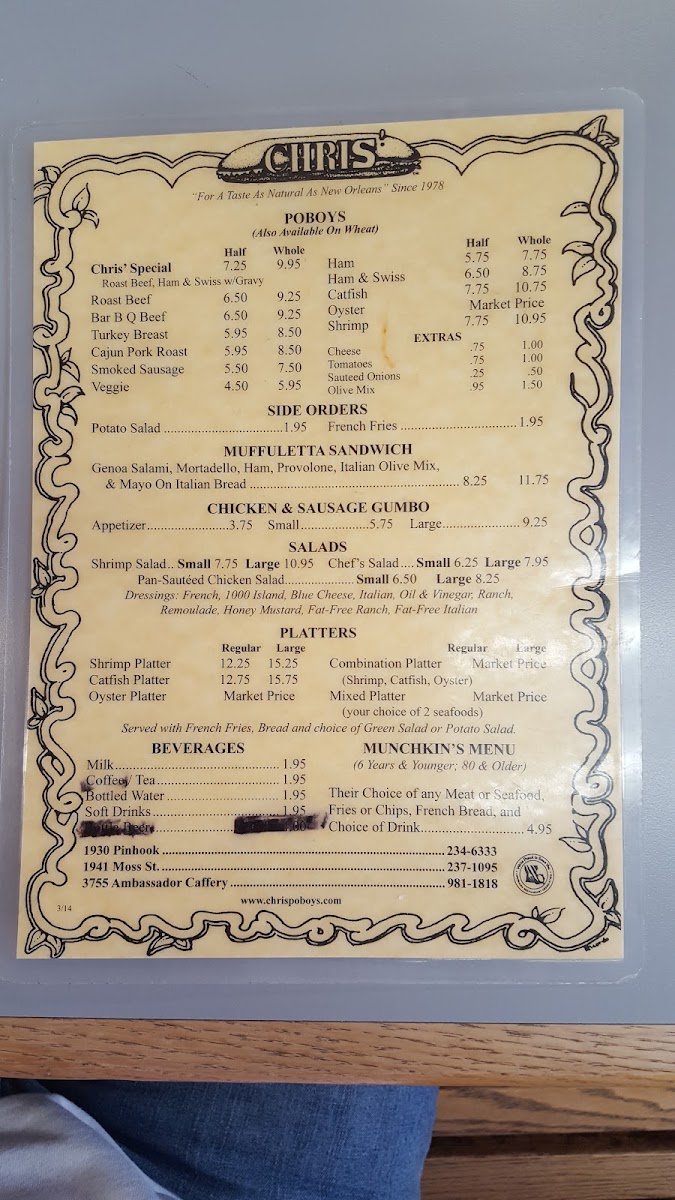 CHRIS'
"For A Taste As Natural As New Orleans" Since 1978
POBOYS
(Also Available On Wheat)
Half Whole
Chris' Special 7.25 9.95
Roast Beef, Ham & Swiss w/Gravy
Roast Beef 6.50 9.25
Bar B Q Beef 6.50 9.25
Turkey Breast 5.95 8.50
Cajun Pork Roast 5.95 8.50
Smoked Sausage 5.50 7.50
Veggie 4.50 5.95
Half Whole
Ham 5.75 7.75
Ham & Swiss 6.50 8.75
Catfish 7.75 10.75
Oyster Market Price
Shrimp 7.75 10.95
EXTRAS
Cheese .75 1.00
Tomatoes .75 1.00
Sauteed Onions .25 .50
Olive Mix .95 1.50
SIDE ORDERS
Potato Salad ................................1.95 French Fries ................................1.95
MUFFULETTA SANDWICH
Genoa Salami, Mortadello, Ham, Provolone, Italian Olive Mix,
& Mayo On Italian Bread ........................................................ 8.25 11.75
CHICKEN & SAUSAGE GUMBO
Appetizer......................3.75 Small...................5.75 Large......................9.25
SALADS
Shrimp Salad.. Small 7.75 Large 10.95 Chef's Salad.... Small 6.25 Large 7.95
Pan-Sautéed Chicken Salad.................... Small 6.50 Large 8.25
Dressings: French, 1000 Island, Blue Cheese, Italian, Oil & Vinegar, Ranch,
Remoulade, Honey Mustard, Fat-Free Ranch, Fat-Free Italian
PLATTERS
Regular Large
Shrimp Platter 12.25 15.25
Catfish Platter 12.75 15.75
Oyster Platter Market Price
Regular Large
Combination Platter Market Price
(Shrimp, Catfish, Oyster)
Mixed Platter Market Price
(your choice of 2 seafoods)
Served with French Fries, Bread and choice of Green Salad or Potato Salad.
BEVERAGES
Milk................................................ 1.95
Coffee/ Tea.................................... 1.95
Bottled Water ................................ 1.95
Soft Drinks.................................... 1.95
Beer
MUNCHKIN'S MENU
(6 Years & Younger; 80 & Older)
Their Choice of any Meat or Seafood,
Fries or Chips, French Bread, and
Choice of Drink............................ 4.95
1930 Pinhook ........................................................................ 234-6333
1941 Moss St. ........................................................................ 237-1095
3755 Ambassador Caffery ...................................................... 981-1818
www.chrispoboys.com
3/14